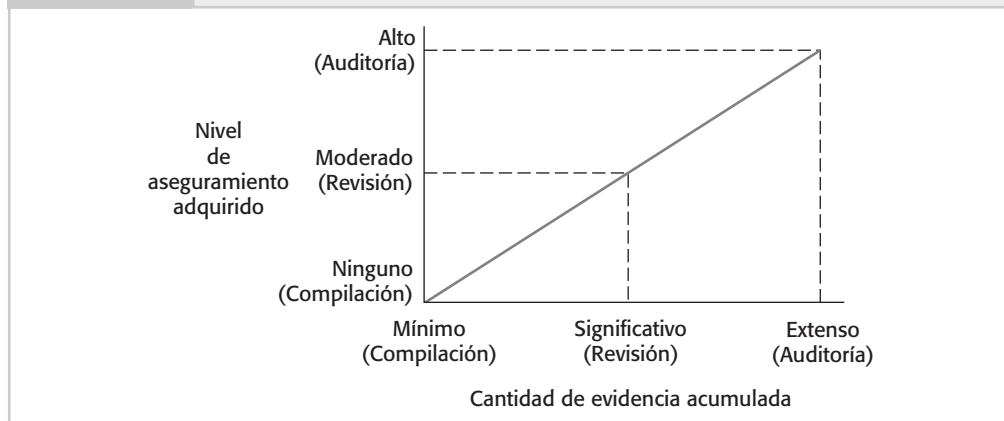 Alto
(Auditoría)
Nivel
de
aseguramiento
adquirido
Moderado
(Revisión)
Ninguno
(Compilación)
Mínimo
(Compilación)
Significativo
(Revisión)
Extenso
(Auditoría)
Cantidad de evidencia acumulada